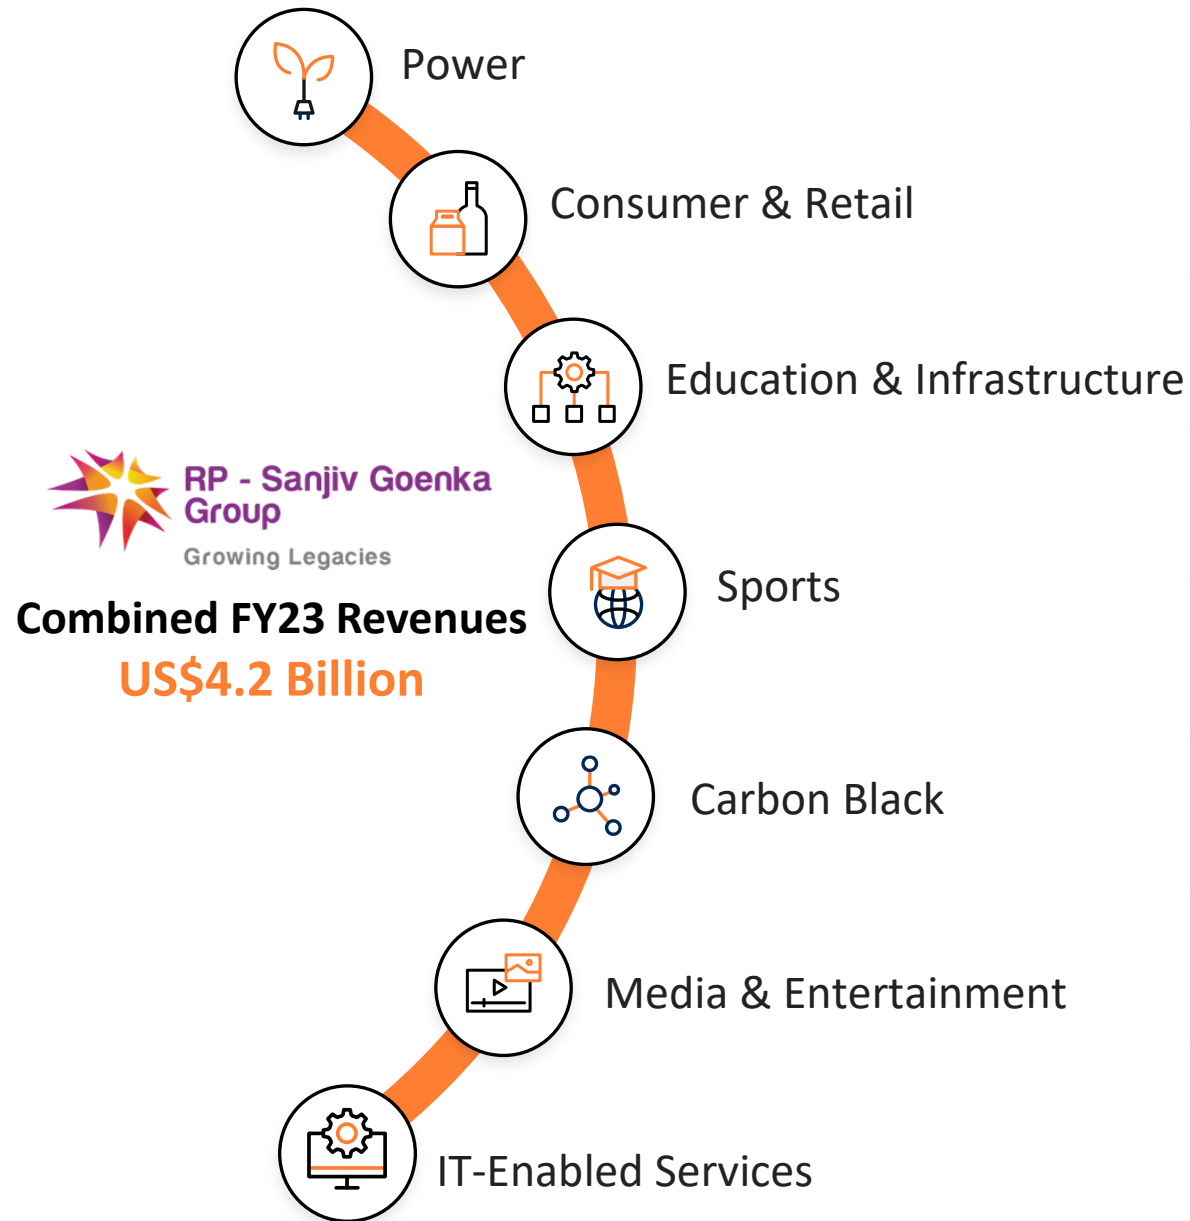 Power
Consumer & Retail
Education & Infrastructure
RP - Sanjiv Goenka
Group
Growing Legacies
Combined FY23 Revenues
US$4.2 Billion
Sports
Carbon Black
Media & Entertainment
IT-Enabled Services